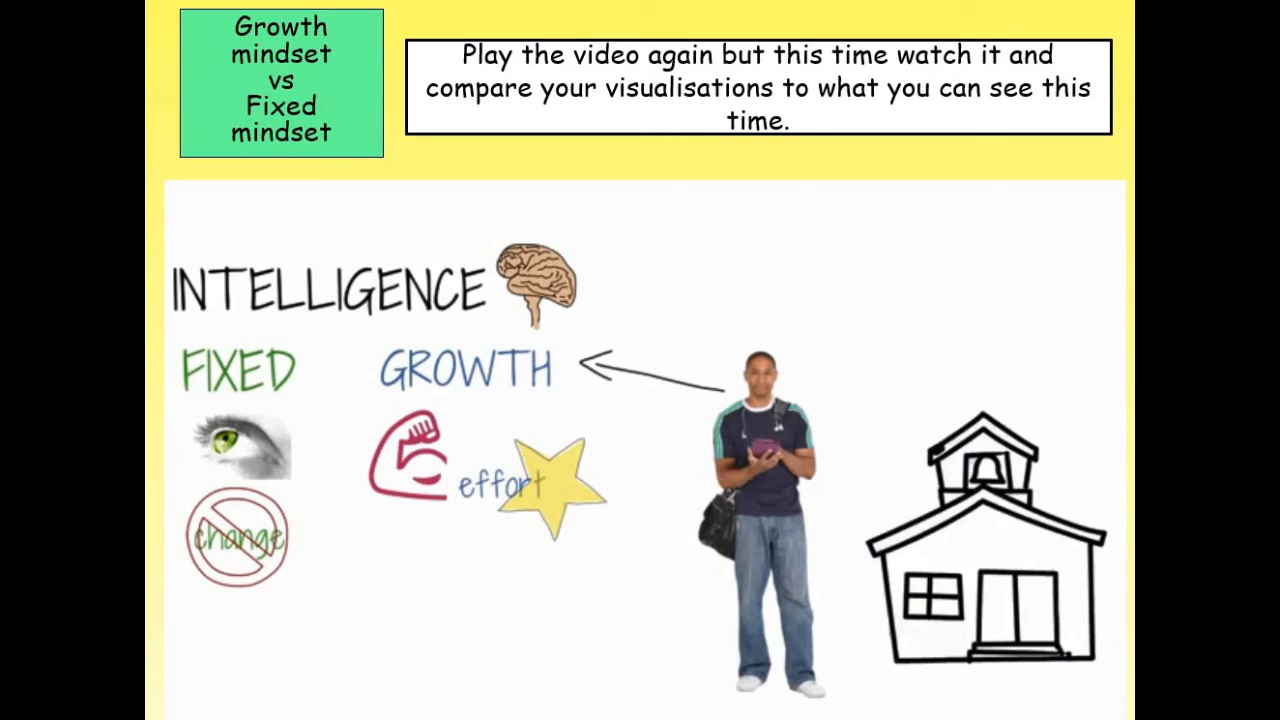 Growth
mindset
vs
Fixed
mindset
Play the video again but this time watch it and
compare your visualisations to what you can see this
time.
INTELLIGENCE
FIXED
GROWTH
effort
change